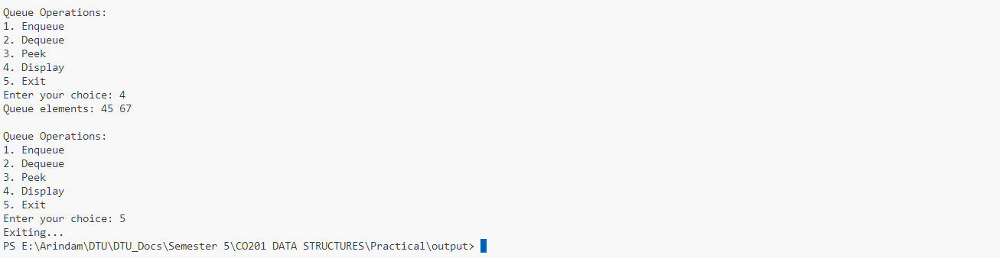 Queue Operations:
1. Enqueue
2. Dequeue
3. Peek
4. Display
5. Exit
Enter your choice: 4
Queue elements: 45 67
Queue Operations:
1. Enqueue
2. Dequeue
3. Peek
4. Display
5. Exit
Enter your choice: 5
Exiting...
PS E:\Arindam\DTU\DTU_Docs\Semester 5\CO201 DATA STRUCTURES\Practical\output>